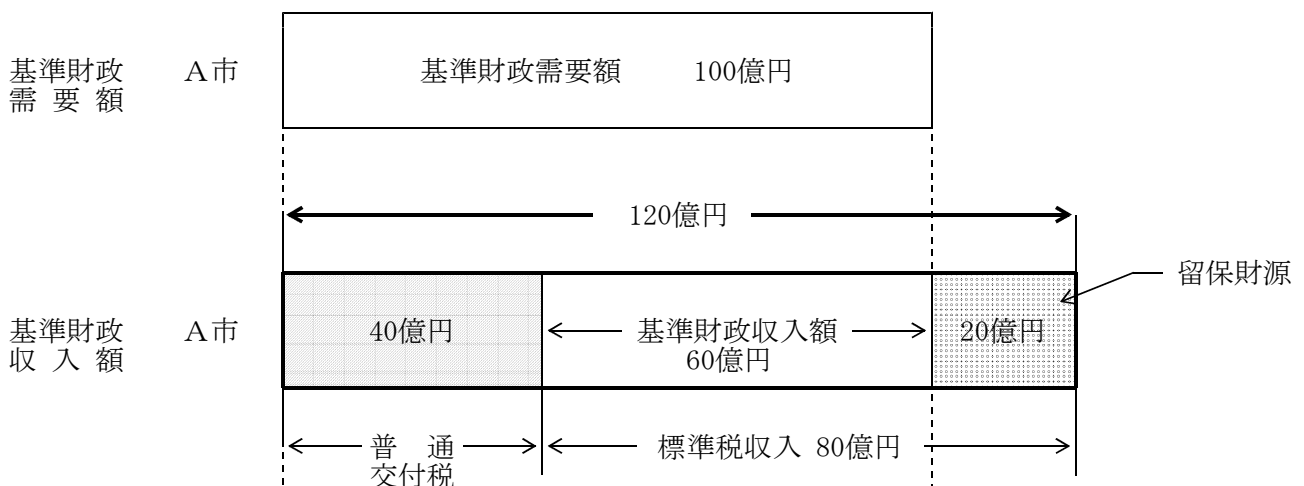 基準財政需要額 100億円
基準財政
需要額
A市
120億円
留保財源
基準財政
収入額
A市
40億円
基準財政収入額
60億円
20億円
普通
交付税
標準税収入 80億円